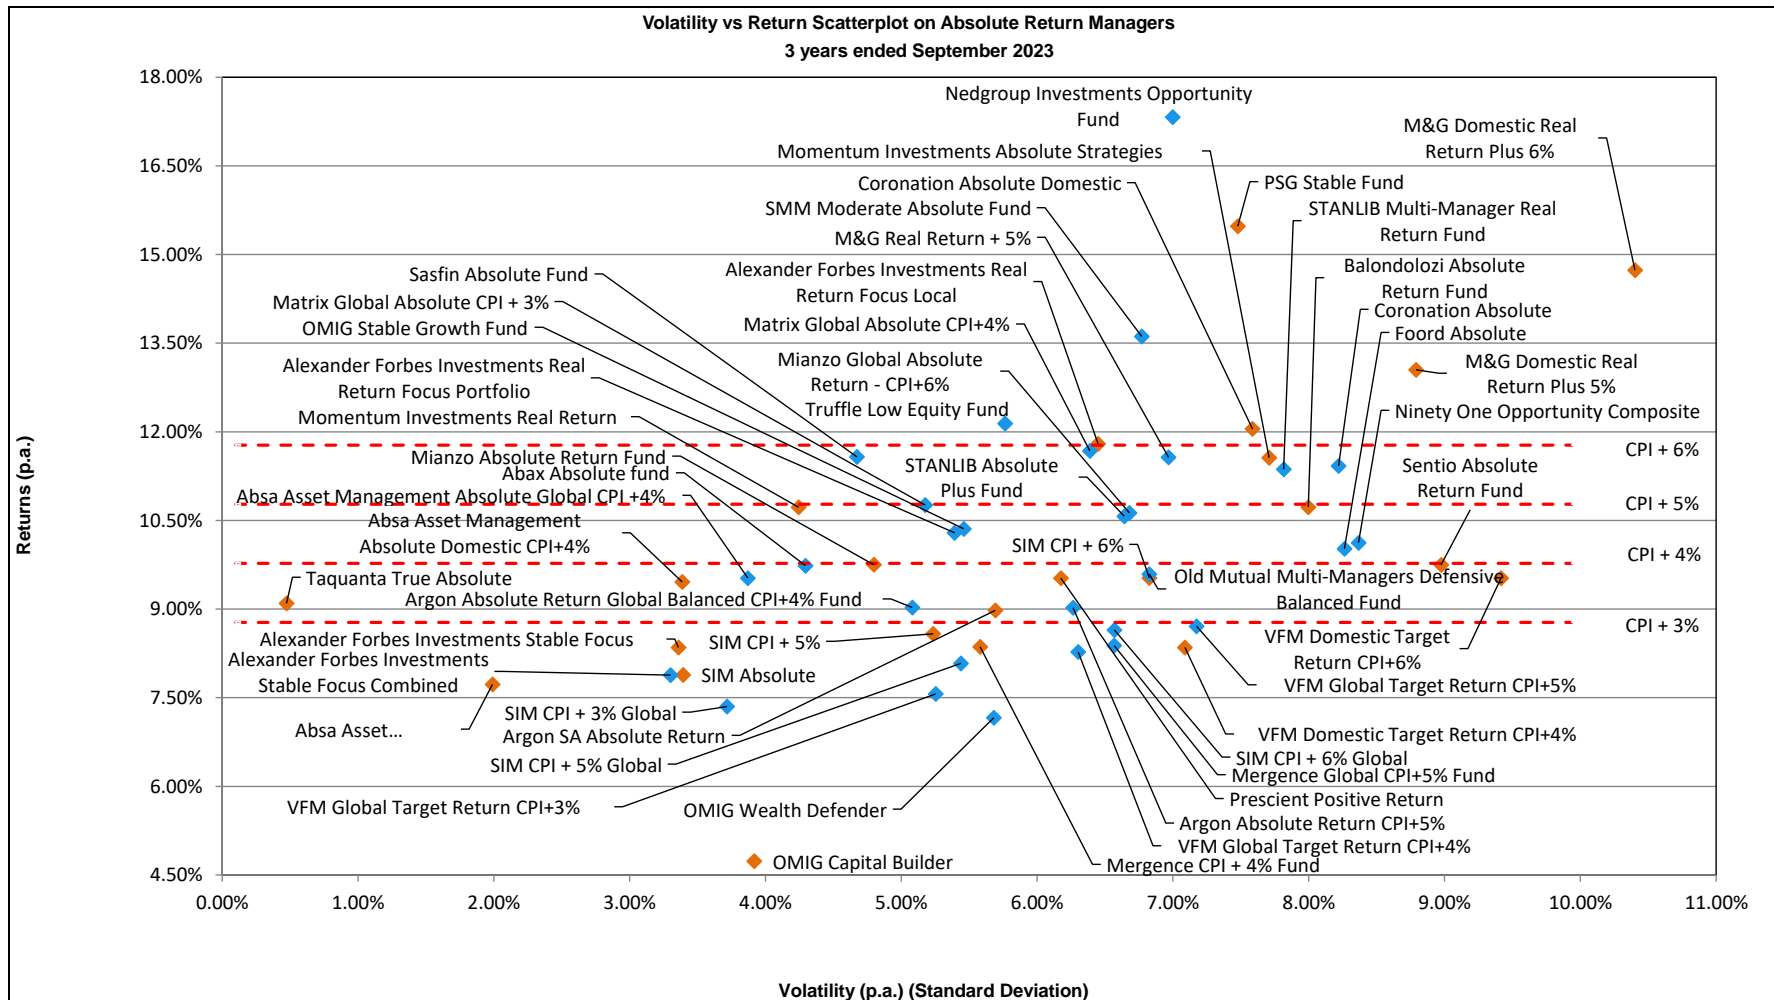 Volatility vs Return Scatterplot on Absolute Return Managers
3 years ended September 2023
Returns (p.a.)
18.00%
16.50%
15.00%
13.50%
12.00%
10.50%
9.00%
7.50%
6.00%
4.50%
Nedgroup Investments Opportunity
Fund
M&G Domestic Real
Return Plus 6%
Momentum Investments Absolute Strategies
Coronation Absolute Domestic
PSG Stable Fund
SMM Moderate Absolute Fund
STANLIB Multi-Manager Real
Return Fund
M&G Real Return + 5%
Sasfin Absolute Fund
Alexander Forbes Investments Real
Return Focus Local
Balondolozi Absolute
Return Fund
Matrix Global Absolute CPI + 3%
Coronation Absolute
OMIG Stable Growth Fund
Matrix Global Absolute CPI+4%
Foord Absolute
Alexander Forbes Investments Real
Return Focus Portfolio
Mianzo Global Absolute
Return - CPI+6%
M&G Domestic Real
Return Plus 5%
Truffle Low Equity Fund
Ninety One Opportunity Composite
Momentum Investments Real Return
CPI + 6%
Mianzo Absolute Return Fund
Abax Absolute fund
STANLIB Absolute
Plus Fund
Sentio Absolute
Return Fund
Absa Asset Management Absolute Global CPI +4%
CPI + 5%
Absa Asset Management
Absolute Domestic CPI+4%
SIM CPI + 6%
CPI + 4%
Taquanta True Absolute
Old Mutual Multi-Managers Defensive
Balanced Fund
Argon Absolute Return Global Balanced CPI+4% Fund
CPI + 3%
Alexander Forbes Investments Stable Focus
SIM CPI + 5%
VFM Domestic Target
Return CPI+6%
Alexander Forbes Investments
Stable Focus Combined
SIM Absolute
VFM Global Target Return CPI+5%
SIM CPI + 3% Global
Absa Asset...
Argon SA Absolute Return
VFM Domestic Target Return CPI+4%
SIM CPI + 5% Global
SIM CPI + 6% Global
Mergence Global CPI+5% Fund
VFM Global Target Return CPI+3%
OMIG Wealth Defender
Prescient Positive Return
Argon Absolute Return CPI+5%
VFM Global Target Return CPI+4%
OMIG Capital Builder
Mergence CPI + 4% Fund
0.00% 1.00% 2.00% 3.00% 4.00% 5.00% 6.00% 7.00% 8.00% 9.00% 10.00% 11.00%
Volatility (p.a.) (Standard Deviation)